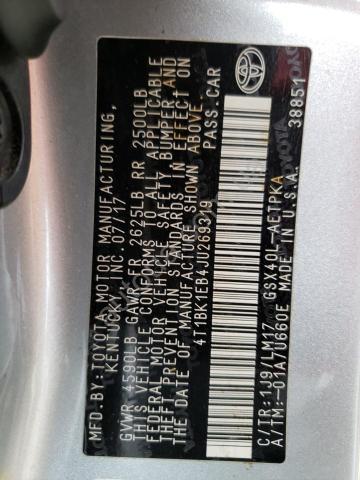 MFD.BY:TOYOTA MOTOR MANUFACTURING,
KENTUCKY, INC. 07/17
GVWR 4590LB GAWR FR 2625LB RR 2500LB
THIS VEHICLE CONFORMS TO ALL APPLICABLE
FEDERAL MOTOR VEHICLE SAFETY, BUMPER, AND
THEFT PREVENTION STANDARDS IN EFFECT ON
THE DATE OF MANUFACTURE SHOWN ABOVE.
4T1BK1EB4JU269319 PASS.CAR
TOYOTA
C/TR:1J9/LM17 GSX40L-AETPKA
A/TM:-01A/U660E MADE IN U.S.A. 38851